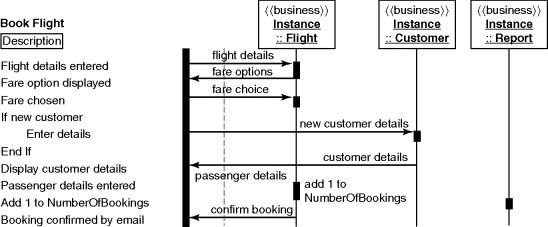 Book Flight
Description
Flight details entered
Fare option displayed
Fare chosen
If new customer
Enter details
End If
Display customer details
Passenger details entered
Add 1 to NumberOfBookings
Booking confirmed by email
⟨⟨business⟩⟩
Instance
:: Flight
⟨⟨business⟩⟩
Instance
:: Customer
⟨⟨business⟩⟩
Instance
:: Report
flight details
fare options
fare choice
new customer details
customer details
passenger details
add 1 to
NumberOfBookings
confirm booking